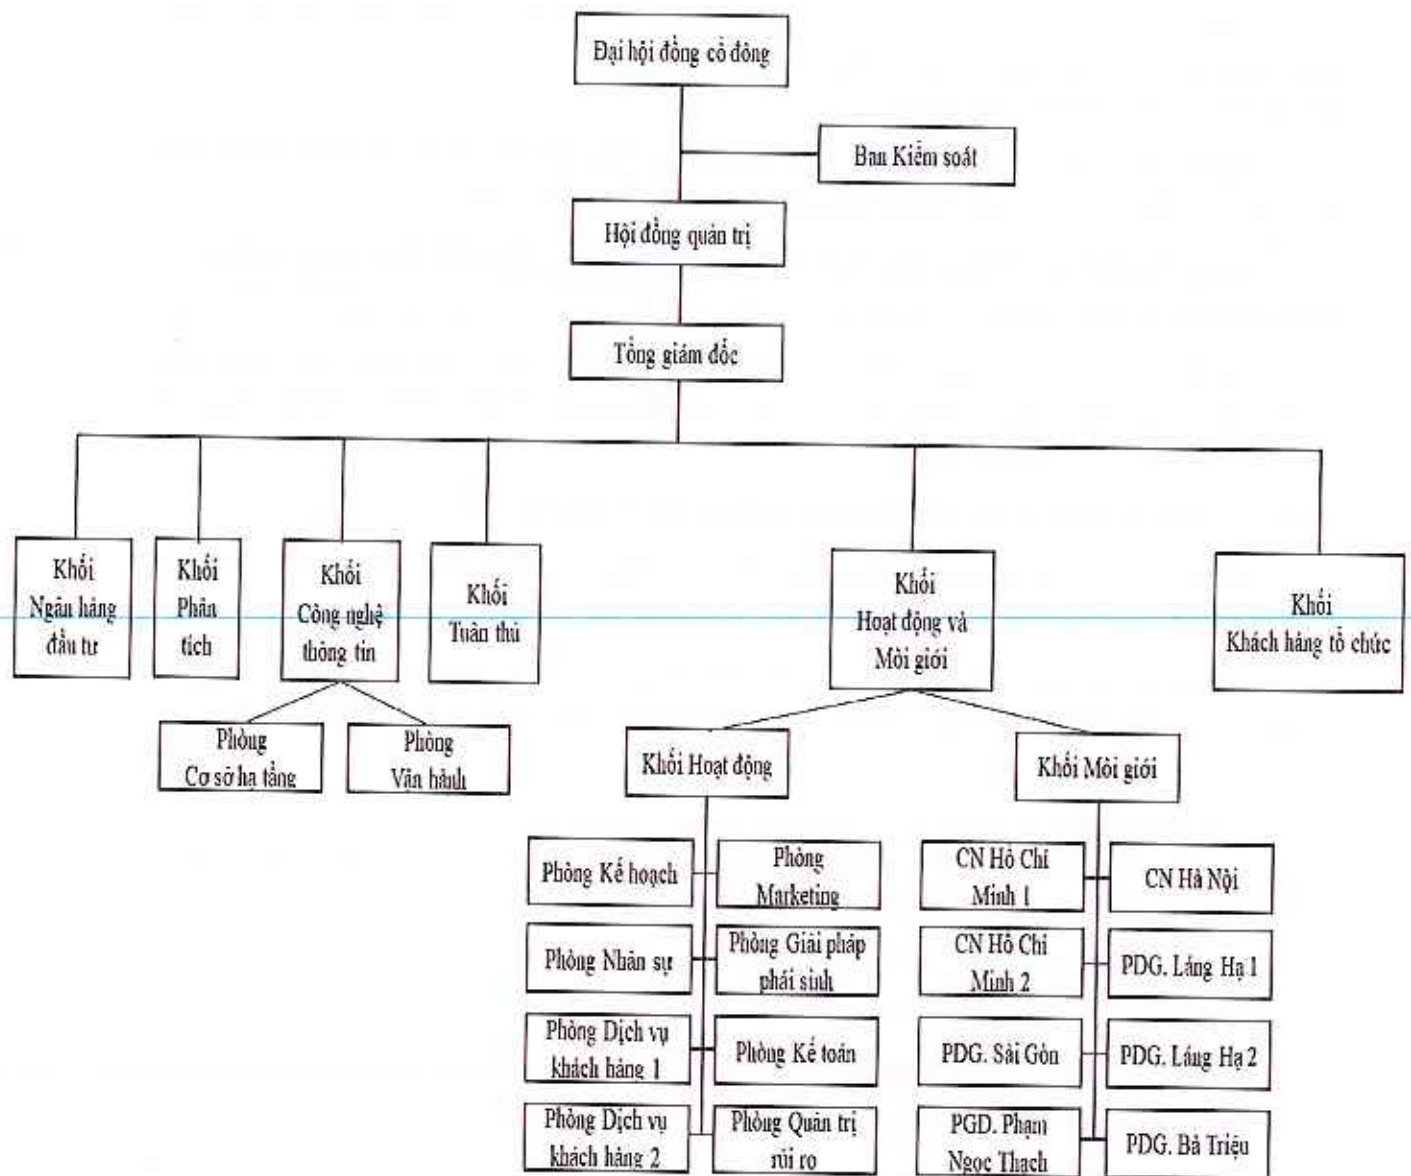 Đại hội đồng cổ đông
Ban Kiểm soát
Hội đồng quản trị
Tổng giám đốc
Khối
Ngân hàng
đầu tư
Khối
Phân
tích
Khối
Công nghệ
thông tin
Khối
Tuân thủ
Khối
Hoạt động và
Môi giới
Khối
Khách hàng tổ chức
Phòng
Cơ sở hạ tầng
Phòng
Vận hành
Khối Hoạt động
Khối Môi giới
Phòng Kế hoạch
Phòng
Marketing
Phòng Nhân sự
Phòng Giải pháp
phái sinh
Phòng Dịch vụ
khách hàng 1
Phòng Kế toán
Phòng Dịch vụ
khách hàng 2
Phòng Quản trị
rủi ro
CN Hồ Chí
Minh 1
CN Hà Nội
CN Hồ Chí
Minh 2
PDG. Láng Hạ 1
PDG. Sài Gòn
PDG. Láng Hạ 2
PGD. Phạm
Ngọc Thạch
PDG. Bà Triệu